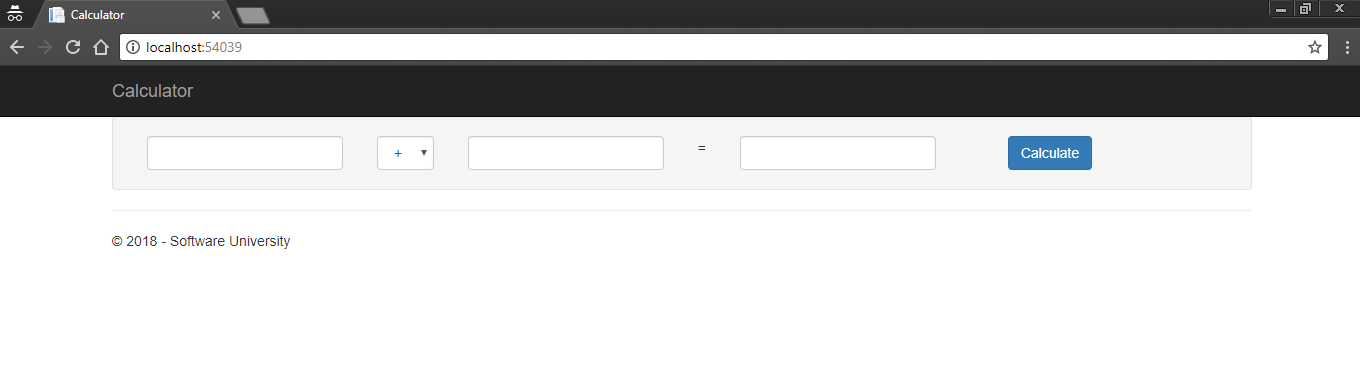 Calculator
localhost:54039
Calculator
+ =
Calculate
© 2018 - Software University